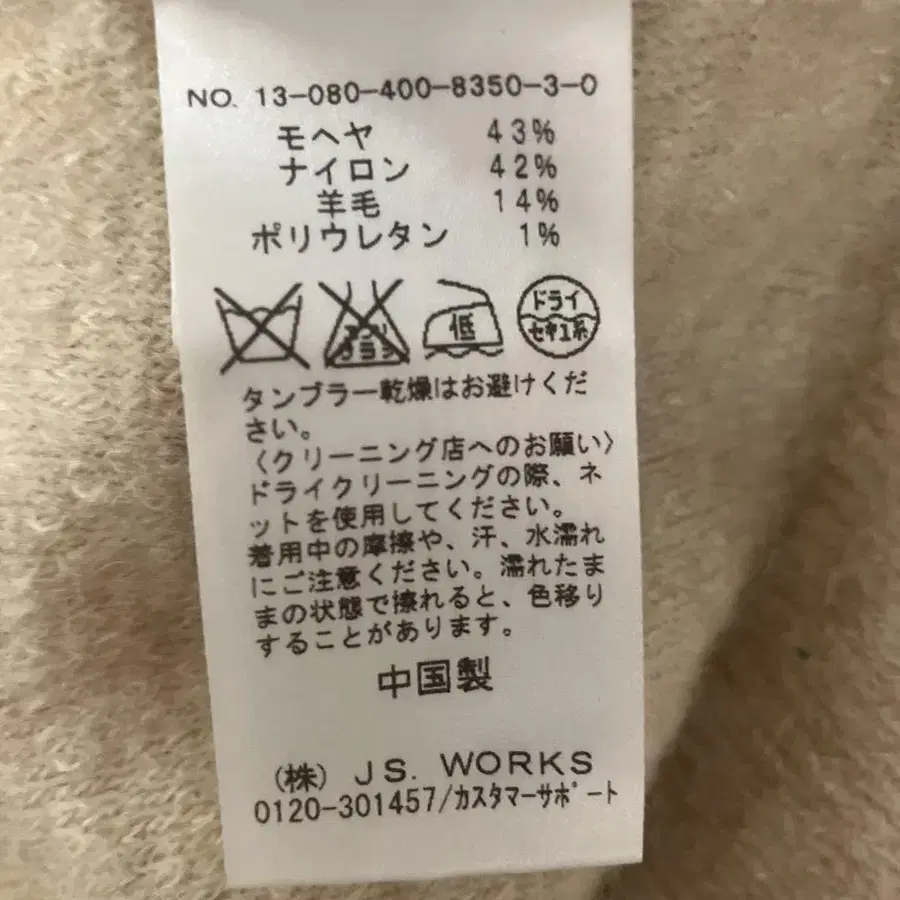 NO. 13-080-400-8350-3-0
モヘヤ 43%
ナイロン 42%
羊毛 14%
ポリウレタン 1%
エンソ サラシ 低 ドライ セキユ系
タンブラー乾燥はお避けくだ
さい。
〈クリーニング店へのお願い〉
ドライクリーニングの際、ネ
ットを使用してください。
着用中の摩擦や、汗、水濡れ
にご注意ください。濡れたま
まの状態で擦れると、色移り
することがあります。
中国製
(株) JS. WORKS
0120-301457/カスタマーサポート